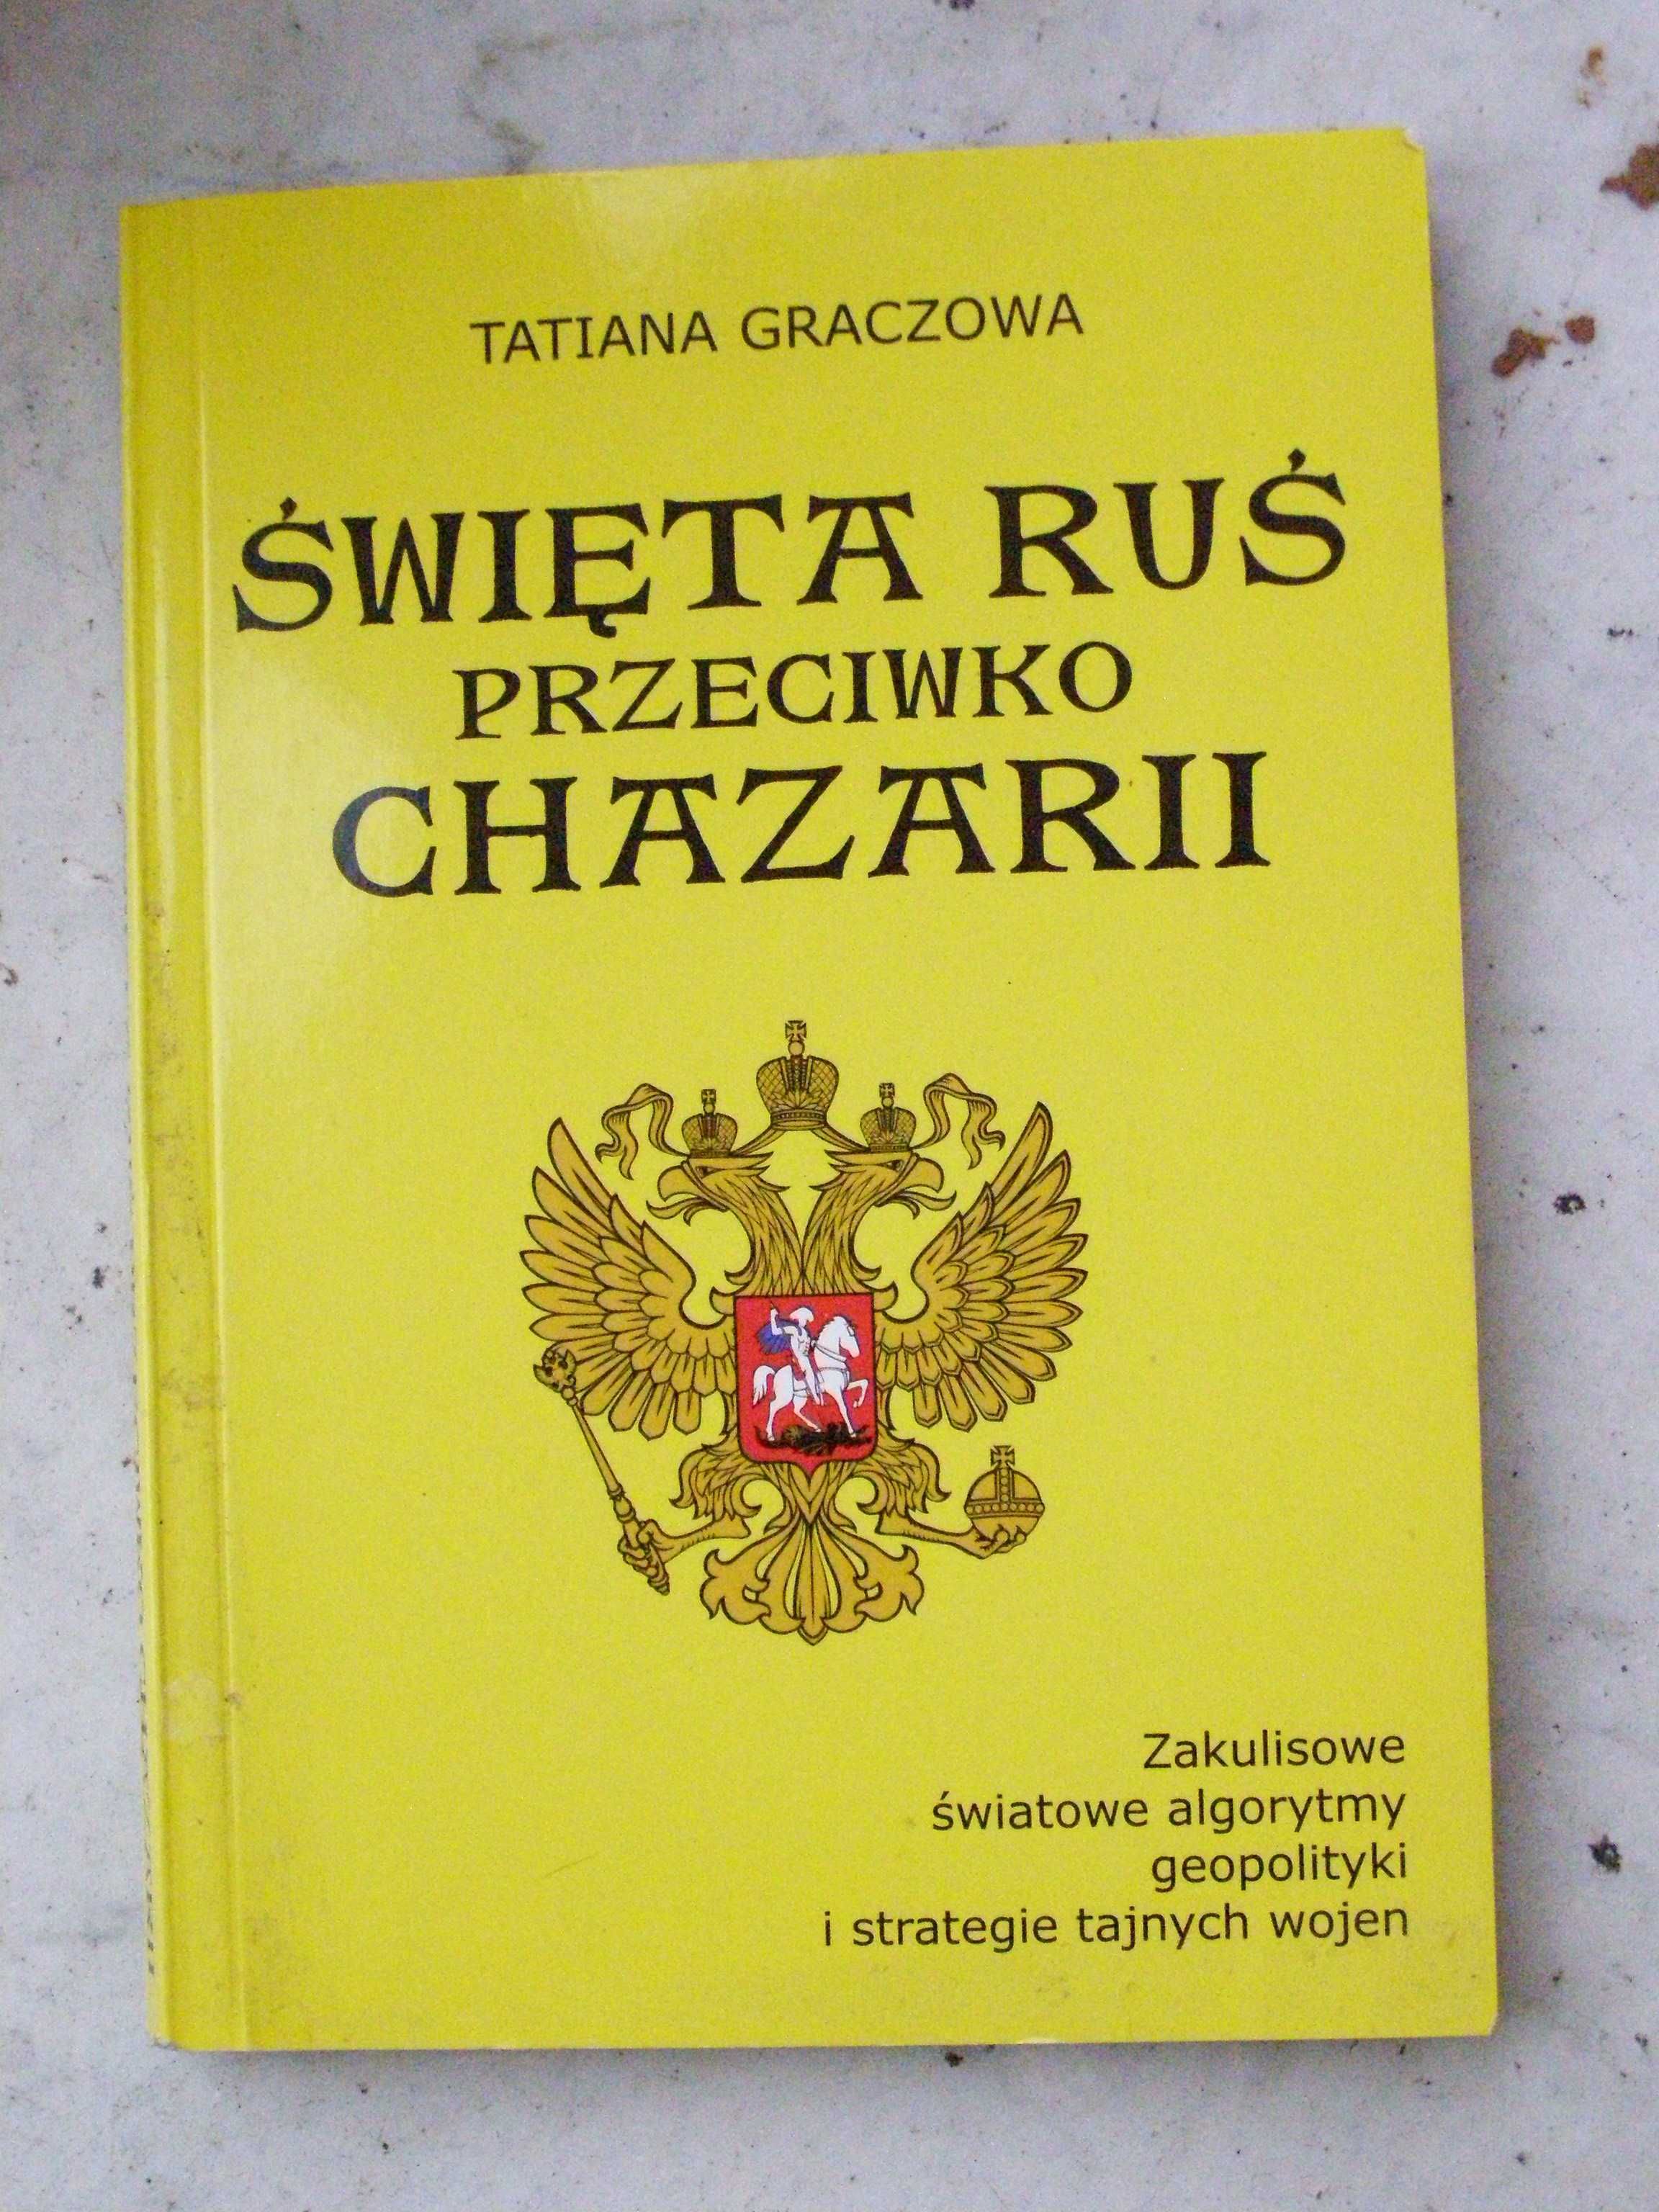 TATIANA GRACZOWA
ŚWIĘTA RUŚ
PRZECIWKO
CHAZARII
Zakulisowe
światowe algorytmy
geopolityki
i strategie tajnych wojen